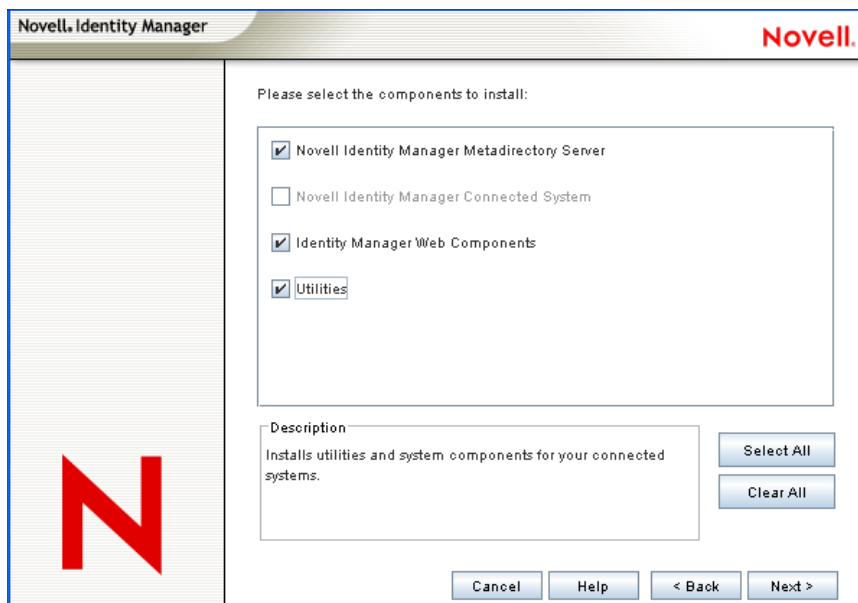 Novell. Identity Manager
Novell.
Please select the components to install:
Novell Identity Manager Metadirectory Server
Novell Identity Manager Connected System
Identity Manager Web Components
Utilities
Description
Installs utilities and system components for your connected
systems.
Select All
Clear All
N
Cancel
Help
< Back
Next >